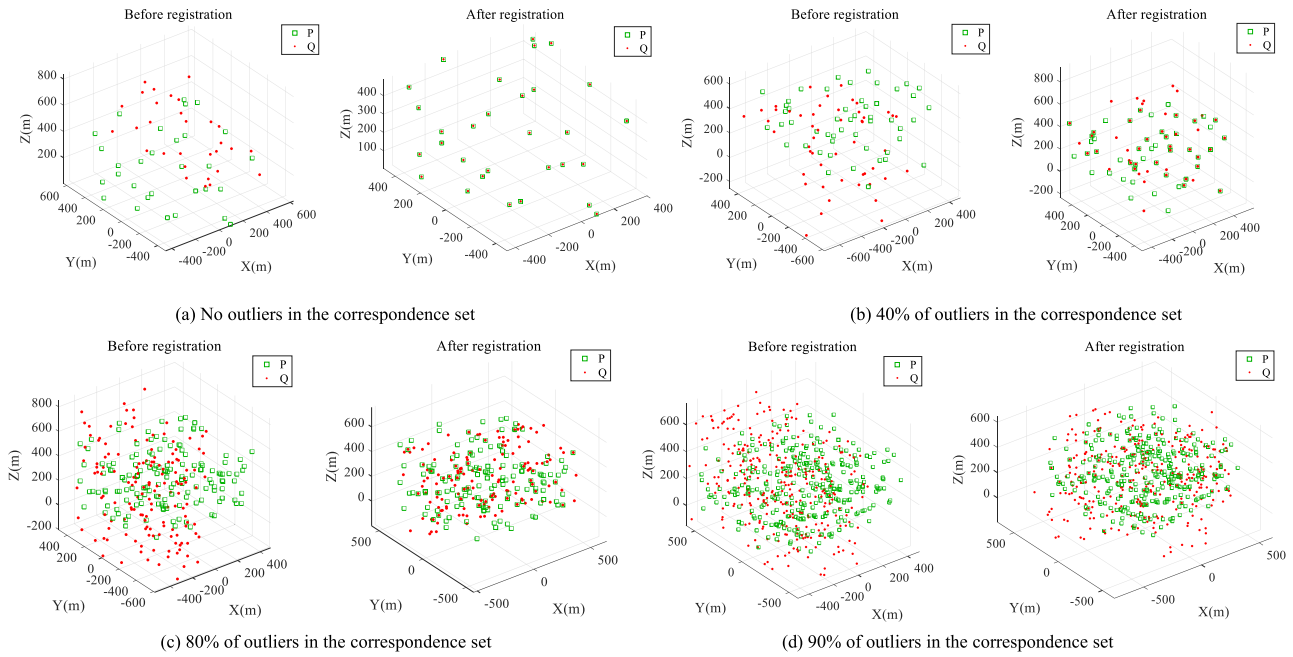 Before registration
P
Q
800
600
400
200
Z(m)
600
400
200
0
-200
-400
Y(m)
-400
-200
0
200
400
600
X(m)
After registration
P
Q
400
300
200
100
Z(m)
400
200
0
-200
-400
Y(m)
-400
-200
0
200
400
X(m)
(a) No outliers in the correspondence set
Before registration
P
Q
600
400
200
0
-200
Z(m)
400
200
0
-200
-400
-600
Y(m)
-600
-400
-200
0
200
400
X(m)
After registration
P
Q
800
600
400
200
0
-200
Z(m)
400
200
0
-200
-400
Y(m)
-400
-200
0
200
400
X(m)
(b) 40% of outliers in the correspondence set
Before registration
P
Q
800
600
400
200
0
-200
Z(m)
400
200
0
-200
-400
-600
Y(m)
-400
-200
0
200
400
X(m)
After registration
P
Q
600
400
200
0
Z(m)
500
0
-500
Y(m)
-500
0
500
X(m)
(c) 80% of outliers in the correspondence set
Before registration
P
Q
600
400
200
0
Z(m)
500
0
-500
Y(m)
-400
-200
0
200
400
X(m)
After registration
P
Q
600
400
200
0
Z(m)
500
0
-500
Y(m)
-500
0
500
X(m)
(d) 90% of outliers in the correspondence set